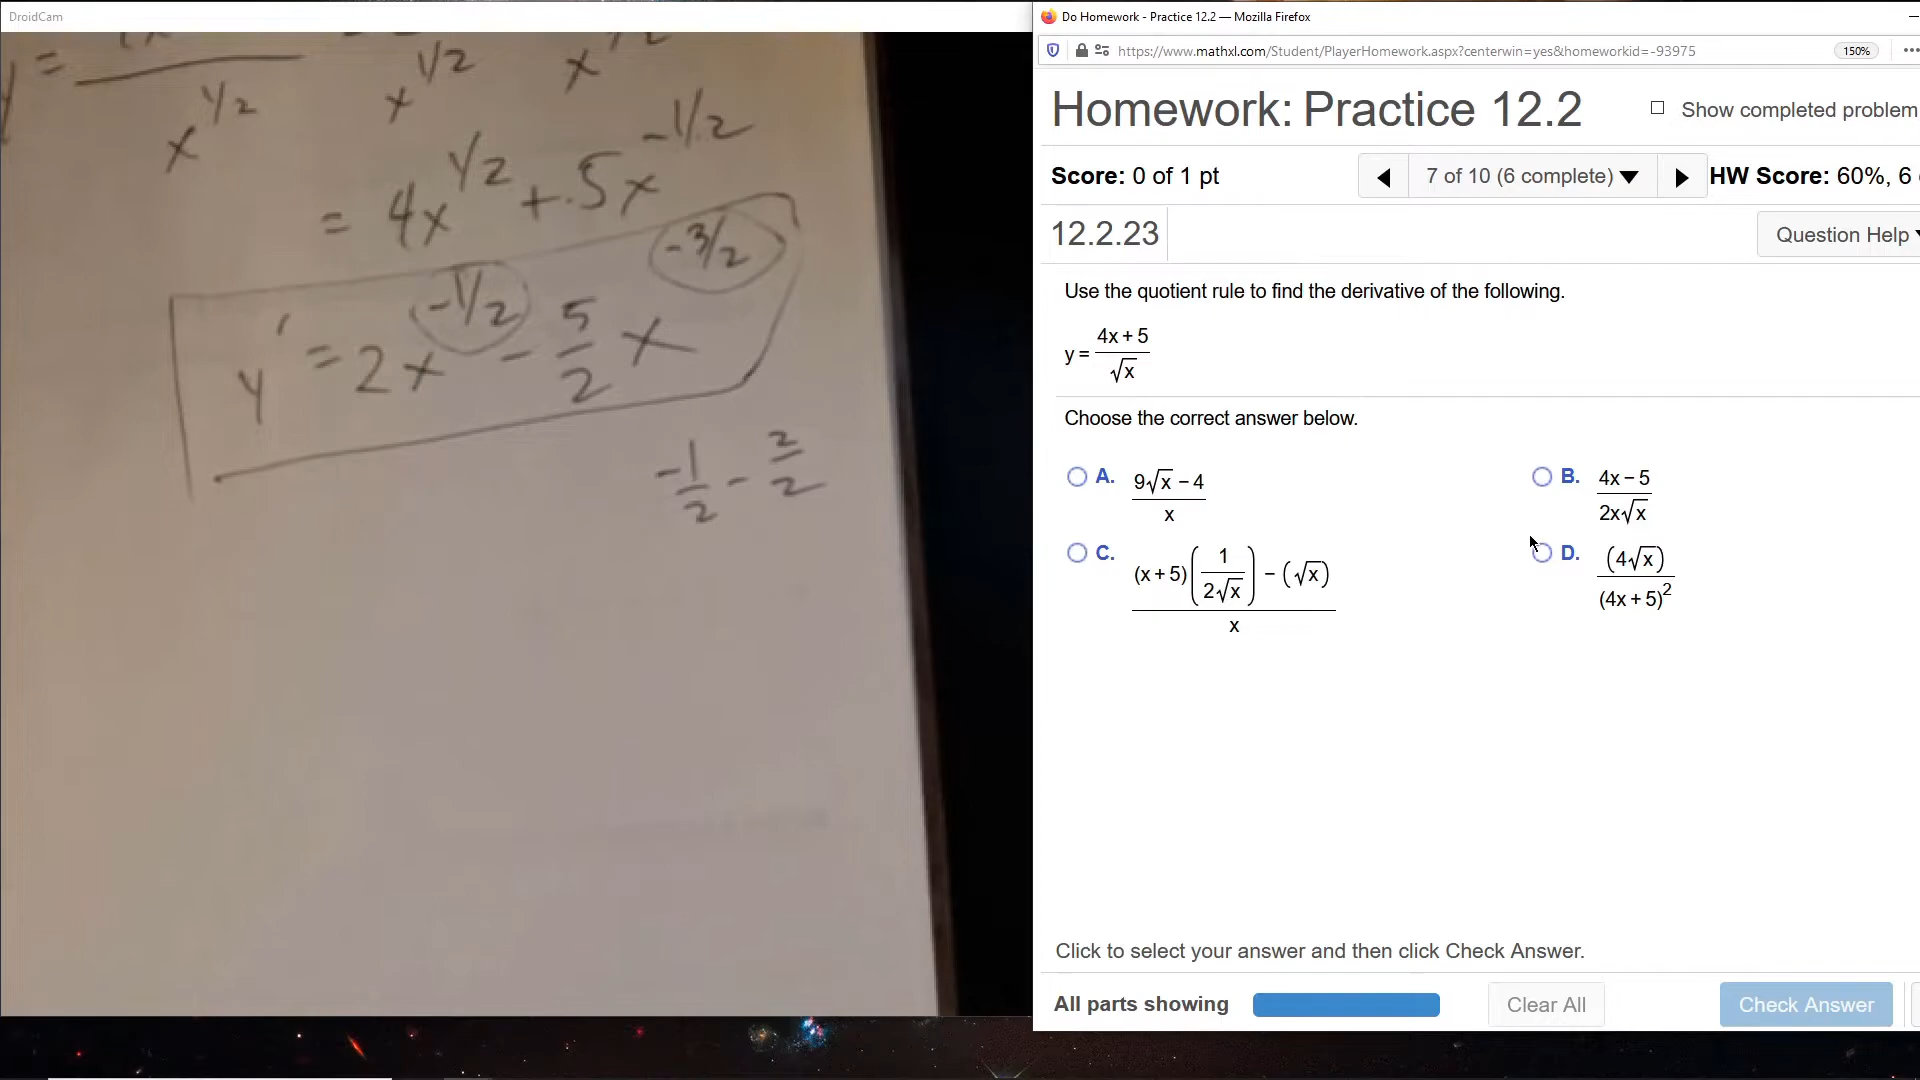 DroidCam
y =
x^1/2 x^1/2 x
= 4x^1/2 + 5x^-1/2
y' = 2x^-1/2 - 5/2 x^-3/2
-1/2 - 2/2
Do Homework - Practice 12.2 — Mozilla Firefox
https://www.mathxl.com/Student/PlayerHomework.aspx?centerwin=yes&homeworkid=-93975
150%
Homework: Practice 12.2
Show completed problem
Score: 0 of 1 pt
7 of 10 (6 complete)
HW Score: 60%, 6
12.2.23
Question Help
Use the quotient rule to find the derivative of the following.
y = (4x + 5)/√x
Choose the correct answer below.
A. (9√x − 4)/x
B. (4x − 5)/(2x√x)
C. ((x + 5)(1/(2√x)) − (√x))/x
D. (4√x)/(4x + 5)^2
Click to select your answer and then click Check Answer.
All parts showing
Clear All
Check Answer